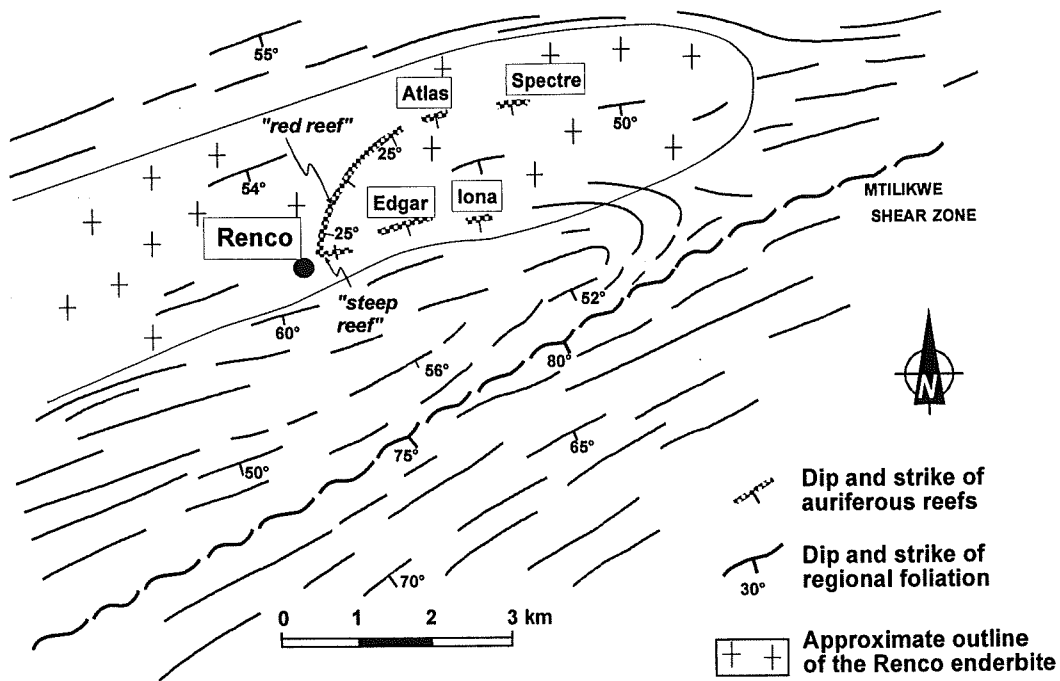 55°
Spectre
Atlas
"red reef"
50°
25°
54°
MTILIKWE
SHEAR ZONE
Edgar
Iona
Renco
25°
"steep
reef"
52°
60°
80°
56°
N
65°
75°
50°
Dip and strike of
auriferous reefs
70°
Dip and strike of
regional foliation
30°
0 1 2 3 km
Approximate outline
of the Renco enderbite